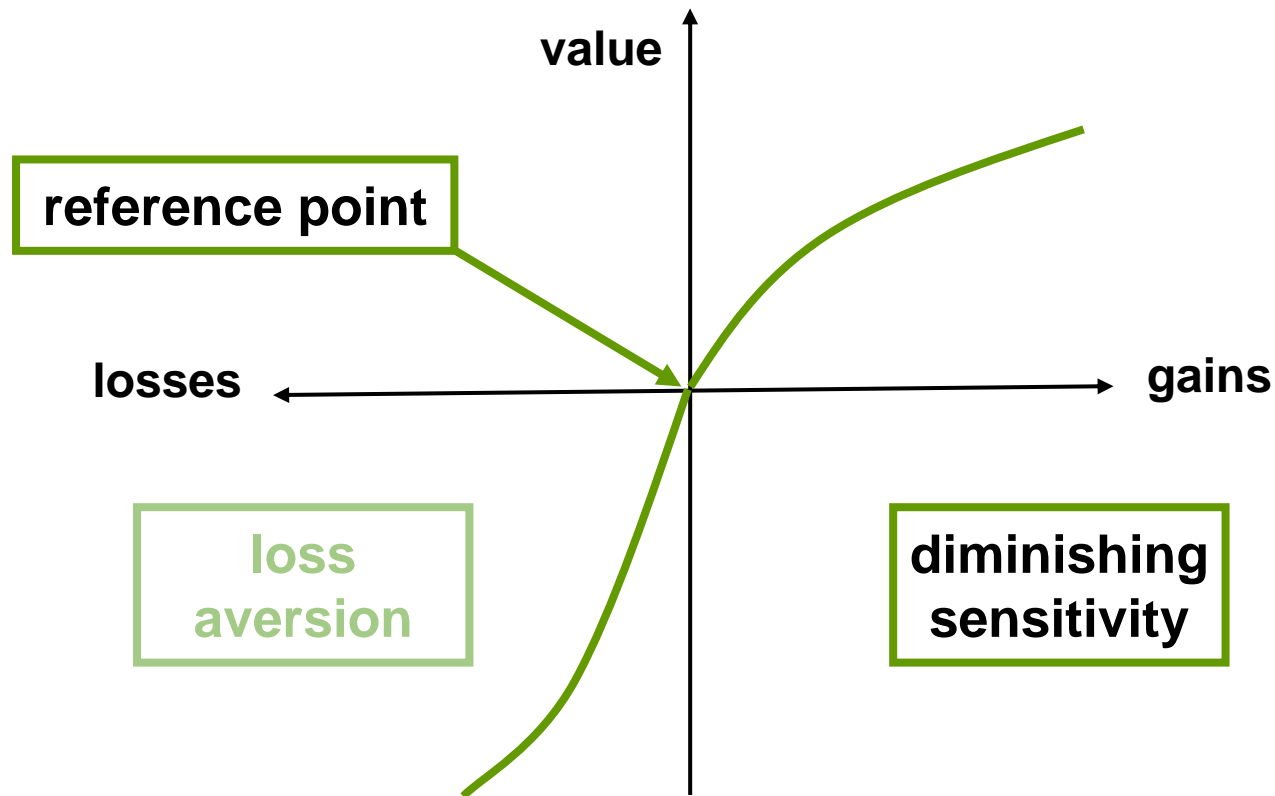 value
reference point
losses
gains
loss
aversion
diminishing
sensitivity